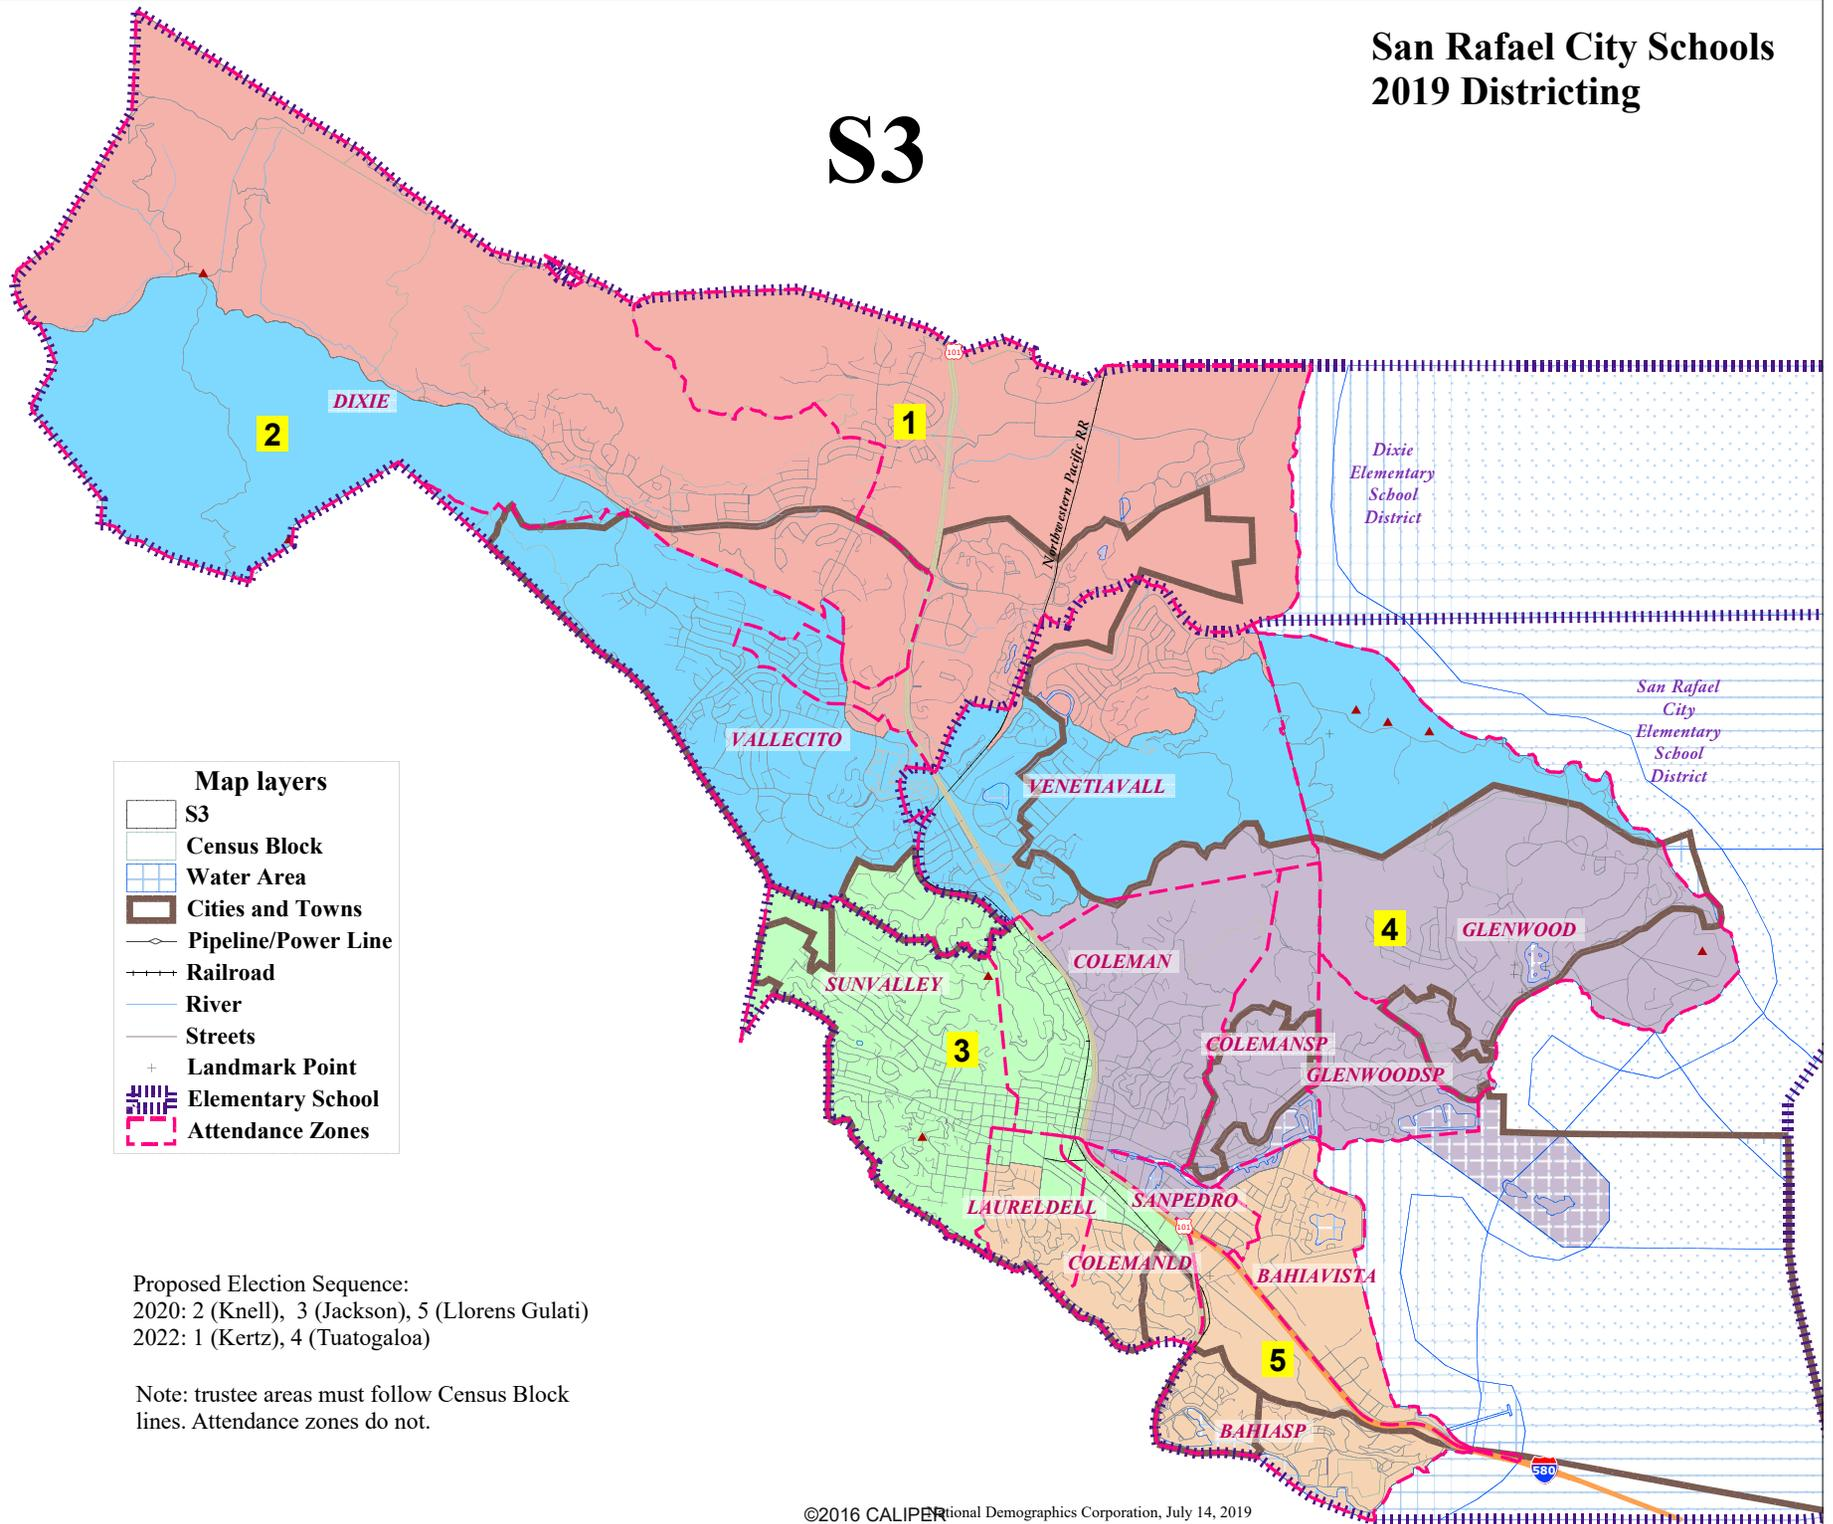 San Rafael City Schools
2019 Districting
S3
101
1
DIXIE
2
Northwestern Pacific RR
Dixie
Elementary
School
District
San Rafael
City
Elementary
School
District
VALLECITO
VENETIAVALL
Map layers
S3
Census Block
Water Area
Cities and Towns
Pipeline/Power Line
Railroad
River
Streets
Landmark Point
Elementary School
Attendance Zones
4
GLENWOOD
COLEMAN
SUNVALLEY
3
COLEMANSP
GLENWOODSP
LAURELDELL
SANPEDRO
101
COLEMANLD
BAHIAVISTA
5
BAHIASP
580
Proposed Election Sequence:
2020: 2 (Knell), 3 (Jackson), 5 (Llorens Gulati)
2022: 1 (Kertz), 4 (Tuatogaloa)
Note: trustee areas must follow Census Block
lines. Attendance zones do not.
©2016 CALIPER
National Demographics Corporation, July 14, 2019